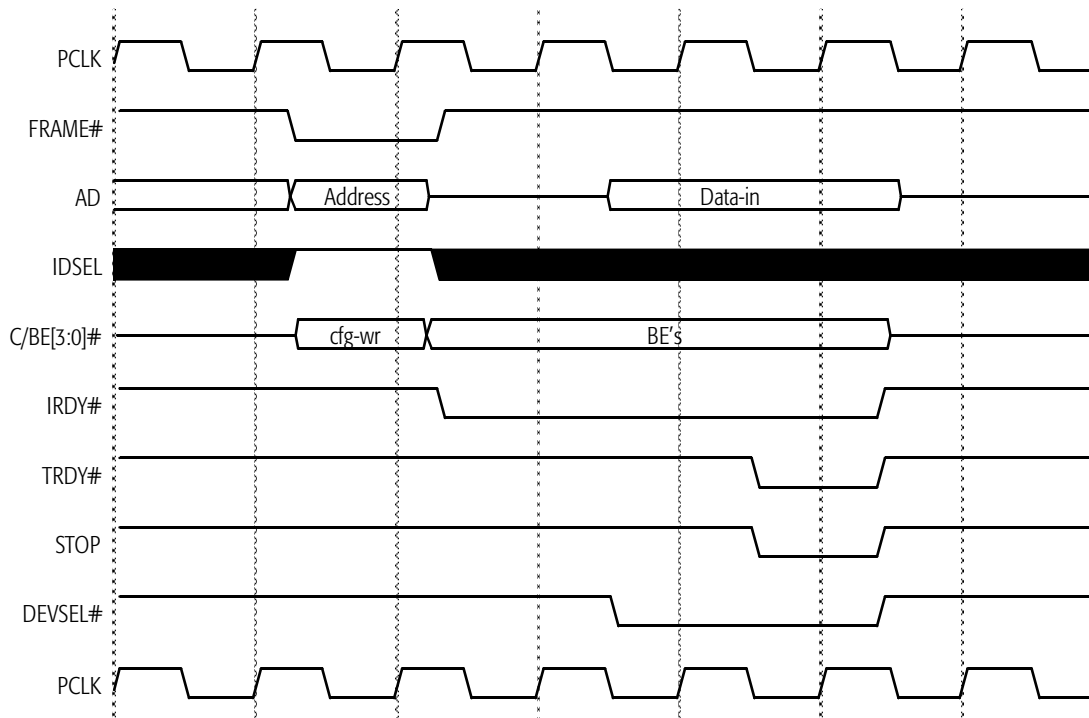 PCLK
FRAME#
AD Address Data-in
IDSEL
C/BE[3:0]# cfg-wr BE's
IRDY#
TRDY#
STOP
DEVSEL#
PCLK